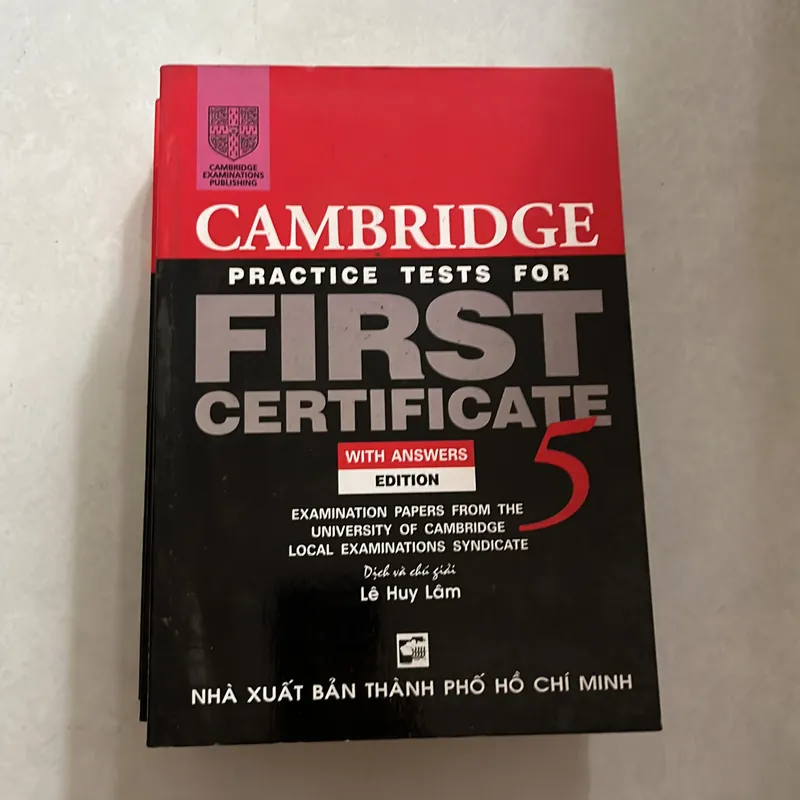 CAMBRIDGE
EXAMINATIONS
PUBLISHING
CAMBRIDGE
PRACTICE TESTS FOR
FIRST
CERTIFICATE
5
WITH ANSWERS
EDITION
EXAMINATION PAPERS FROM THE
UNIVERSITY OF CAMBRIDGE
LOCAL EXAMINATIONS SYNDICATE
Dịch và chú giải
Lê Huy Lâm
NHÀ XUẤT BẢN THÀNH PHỐ HỒ CHÍ MINH